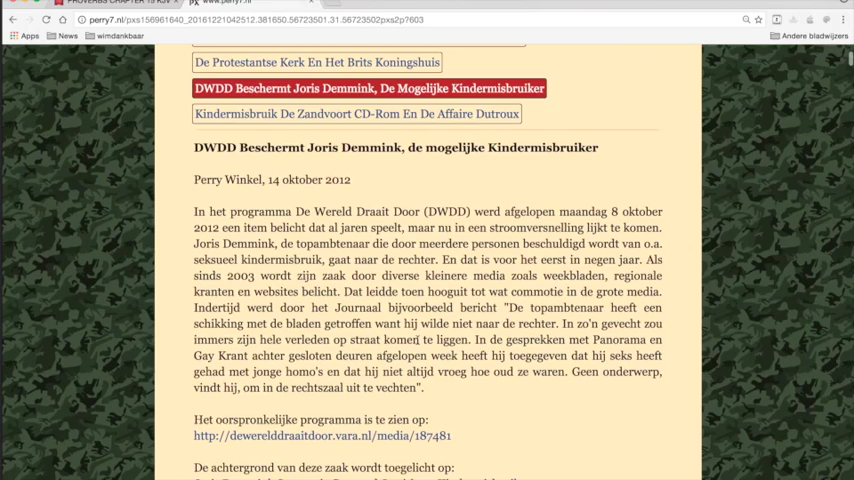 PROVERBS CHAPTER 15 KJV
www.perry7.nl
perry7.nl/pxs156961640_20161221042512.381650.56723501.31.56723502pxs2p?603
Apps News wimdankbaar Andere bladwijzers
De Protestantse Kerk En Het Brits Koningshuis
DWDD Beschermt Joris Demmink, De Mogelijke Kindermisbruiker
Kindermisbruik De Zandvoort CD-Rom En De Affaire Dutroux
DWDD Beschermt Joris Demmink, de mogelijke Kindermisbruiker
Perry Winkel, 14 oktober 2012
In het programma De Wereld Draait Door (DWDD) werd afgelopen maandag 8 oktober
2012 een item belicht dat al jaren speelt, maar nu in een stroomversnelling lijkt te komen.
Joris Demmink, de topambtenaar die door meerdere personen beschuldigd wordt van o.a.
seksueel kindermisbruik, gaat naar de rechter. En dat is voor het eerst in negen jaar. Als
sinds 2003 wordt zijn zaak door diverse kleinere media zoals weekbladen, regionale
kranten en websites belicht. Dat leidde toen hooguit tot wat commotie in de grote media.
Indertijd werd door het Journaal bijvoorbeeld bericht "De topambtenaar heeft een
schikking met de bladen getroffen want hij wilde niet naar de rechter. In zo'n gevecht zou
immers zijn hele verleden op straat komen te liggen. In de gesprekken met Panorama en
Gay Krant achter gesloten deuren afgelopen week heeft hij toegegeven dat hij seks heeft
gehad met jonge homo's en dat hij niet altijd vroeg hoe oud ze waren. Geen onderwerp,
vindt hij, om in de rechtszaal uit te vechten".
Het oorspronkelijke programma is te zien op:
http://dewerelddraaitdoor.vara.nl/media/187481
De achtergrond van deze zaak wordt toegelicht op: